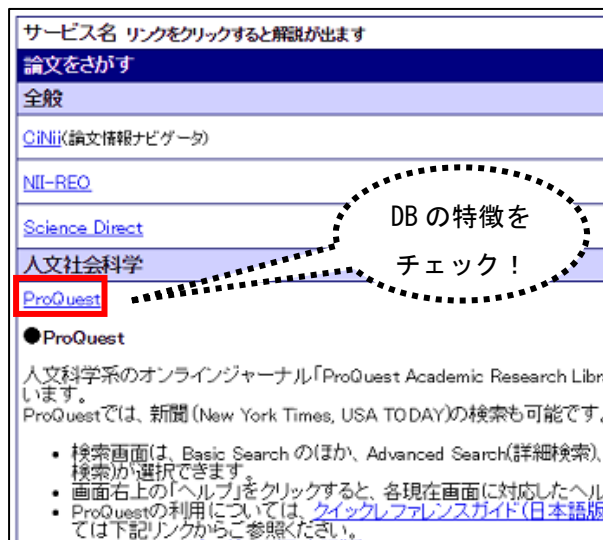 サービス名 リンクをクリックすると解説が出ます
論文をさがす
全般
CiNii(論文情報ナビゲータ)
NII-REO
Science Direct
人文社会科学
ProQuest
DBの特徴を
チェック！
●ProQuest
人文科学系のオンラインジャーナル「ProQuest Academic Research Libra
います。
ProQuestでは、新聞(New York Times, USA TODAY)の検索も可能です。
• 検索画面は、Basic Search のほか、Advanced Search(詳細検索)、
検索)が選択できます。
• 画面右上の「ヘルプ」をクリックすると、各現在画面に対応したヘル
• ProQuestの利用については、クイックレファレンスガイド(日本語版
ては下記リンクからご参照ください。